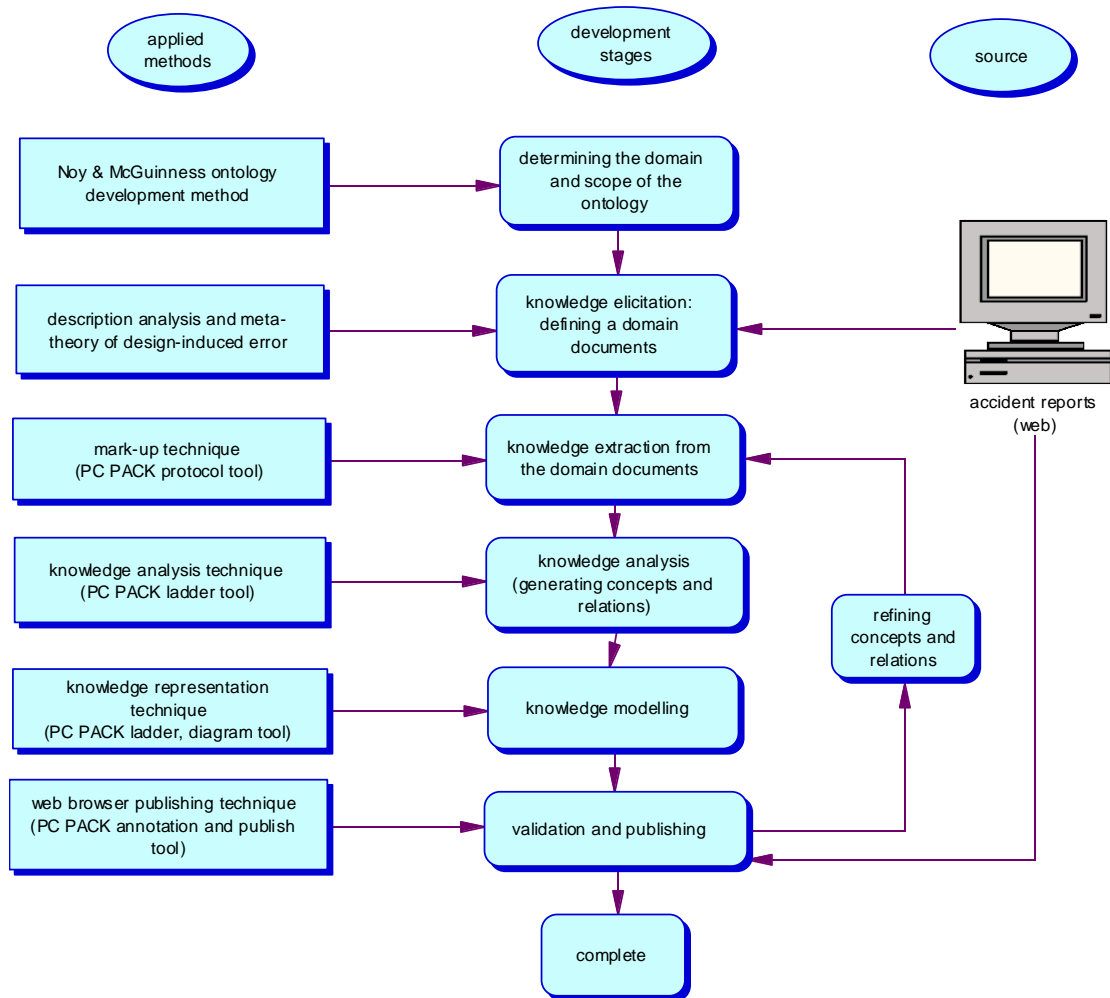 applied
methods
development
stages
source
Noy & McGuinness ontology
development method
determining the domain
and scope of the
ontology
description analysis and meta-
theory of design-induced error
knowledge elicitation:
defining a domain
documents
accident reports
(web)
mark-up technique
(PC PACK protocol tool)
knowledge extraction from
the domain documents
knowledge analysis technique
(PC PACK ladder tool)
knowledge analysis
(generating concepts and
relations)
refining
concepts and
relations
knowledge representation
technique
(PC PACK ladder, diagram tool)
knowledge modelling
web browser publishing technique
(PC PACK annotation and publish
tool)
validation and publishing
complete